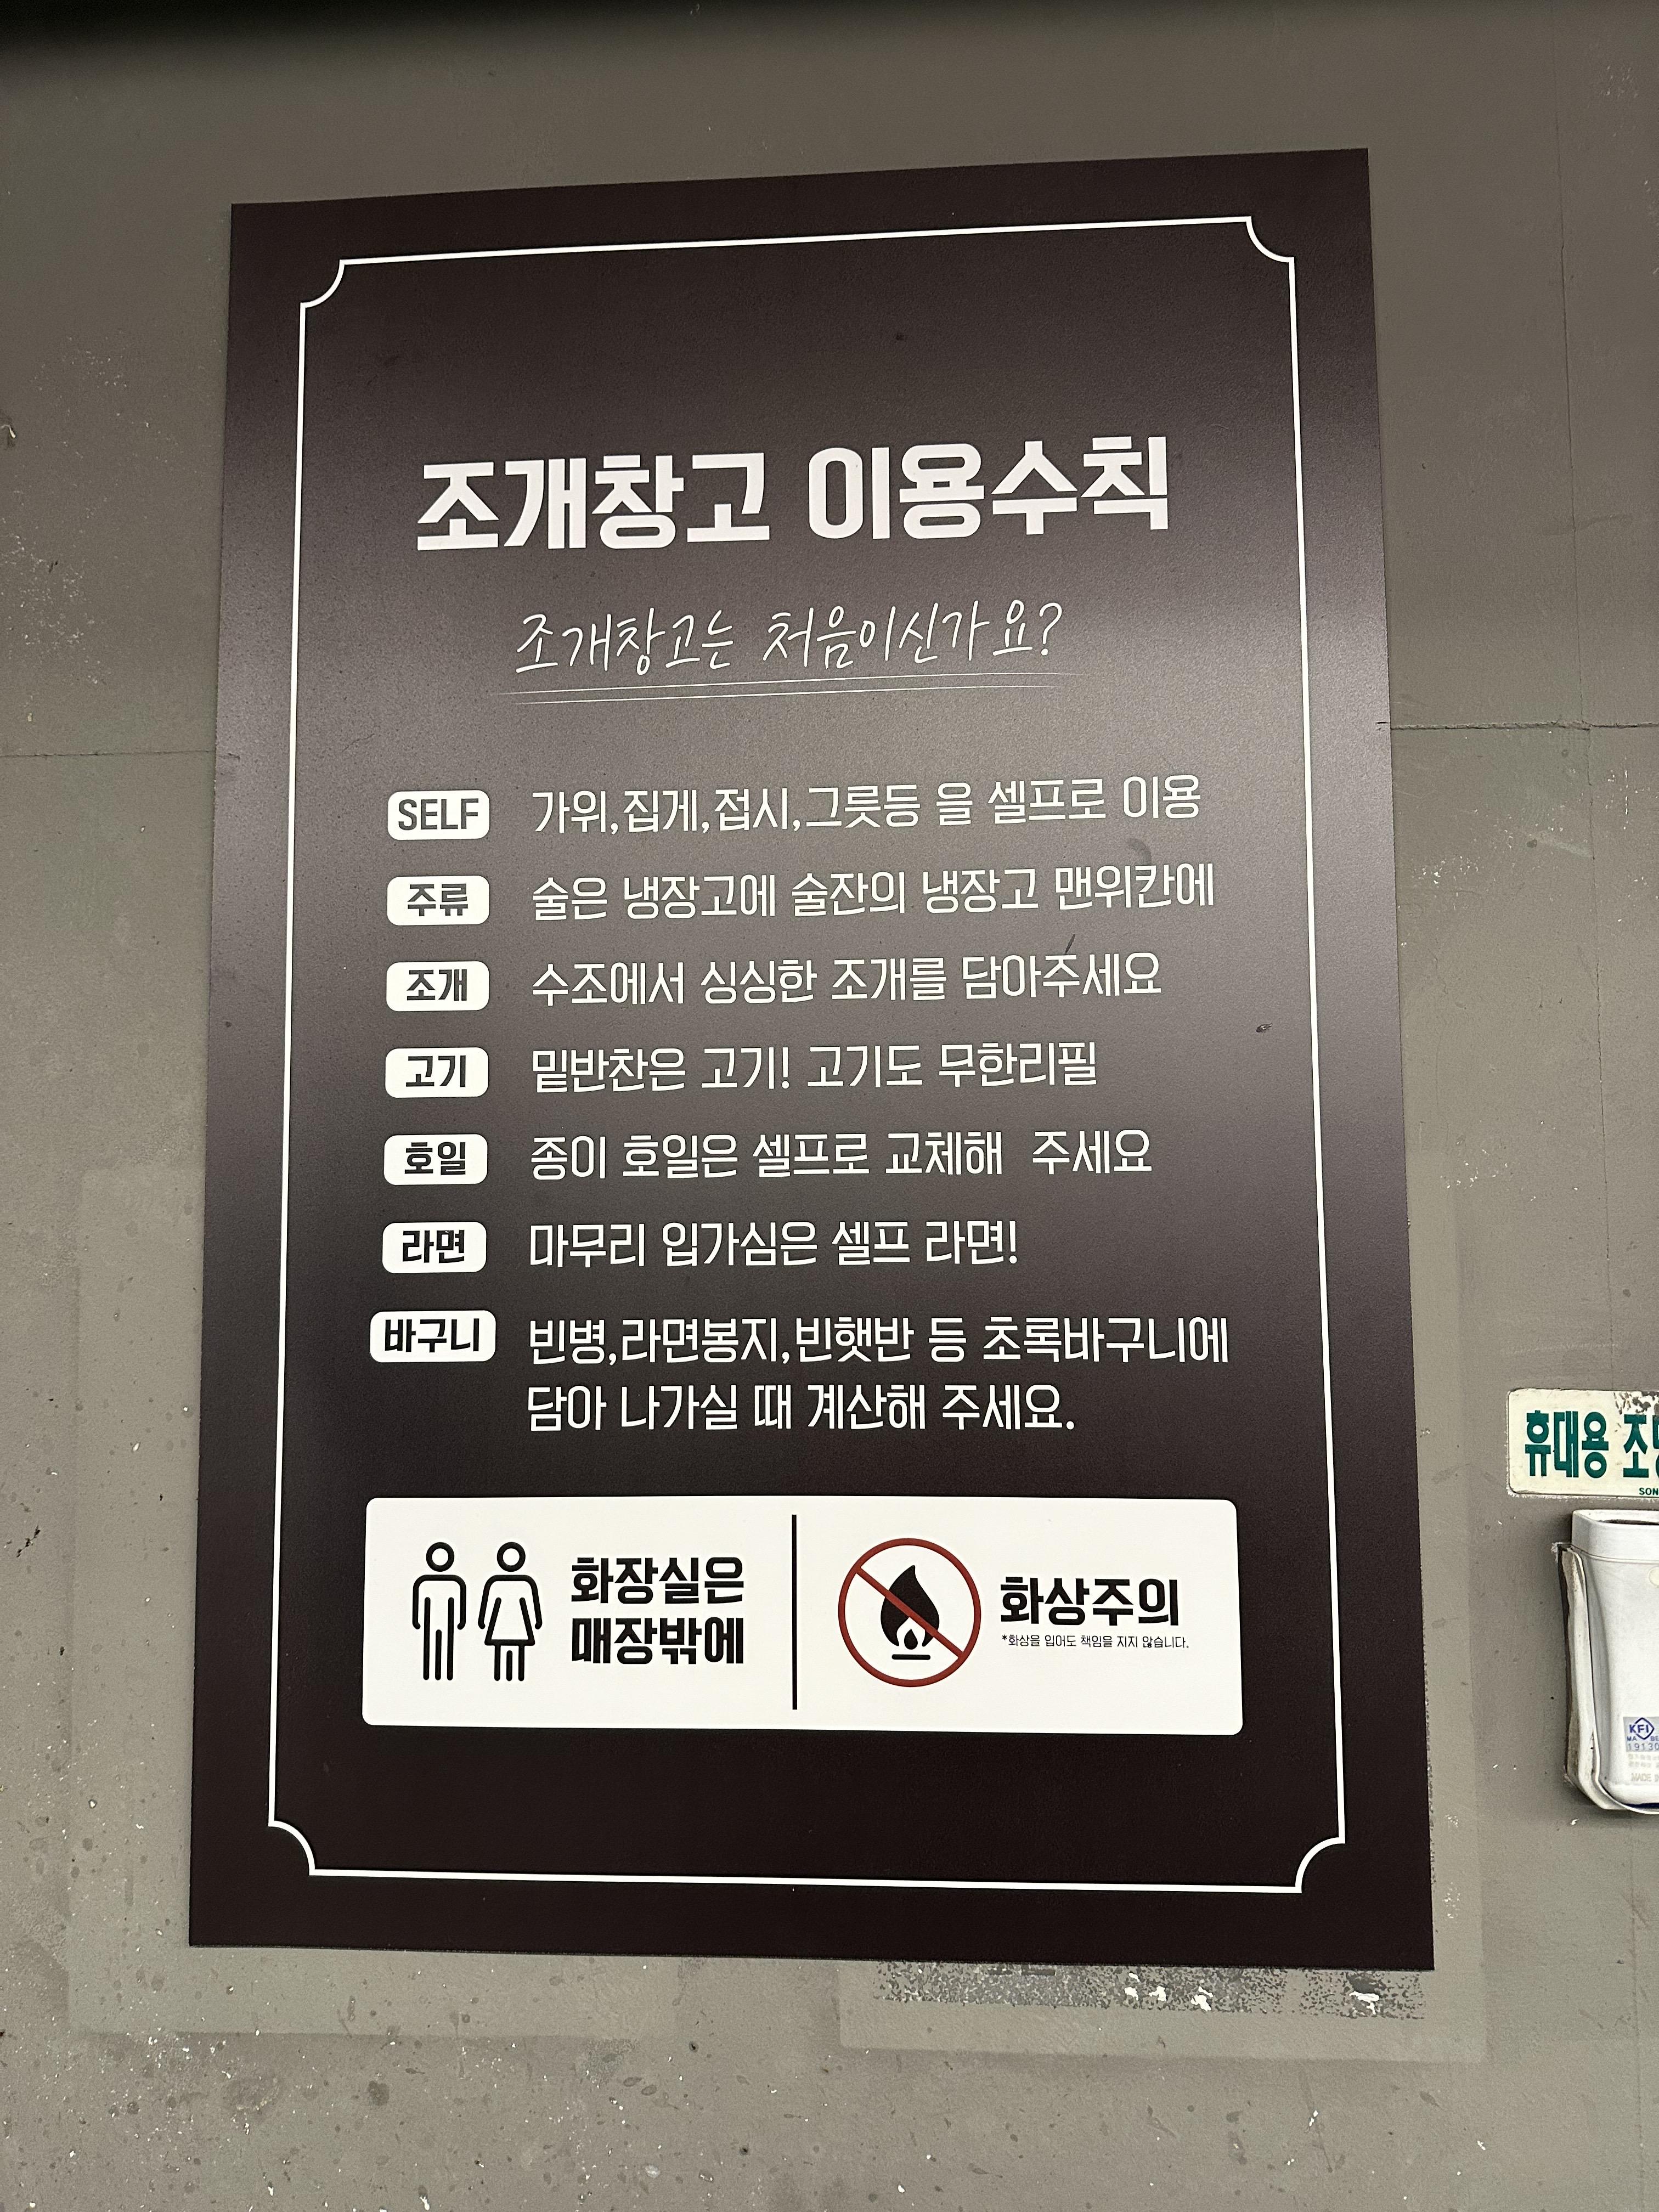 조개창고 이용수칙
조개창고는 처음이신가요?
SELF 가위,집게,접시,그릇등 을 셀프로 이용
주류 술은 냉장고에 술잔의 냉장고 맨위칸에
조개 수조에서 싱싱한 조개를 담아주세요
고기 밑반찬은 고기! 고기도 무한리필
호일 종이 호일은 셀프로 교체해 주세요
라면 마무리 입가심은 셀프 라면!
바구니 빈병,라면봉지,빈햇반 등 초록바구니에
담아 나가실 때 계산해 주세요.
화장실은
매장밖에
화상주의
*화상을 입어도 책임을 지지 않습니다.
휴대용
SON
KFI
19130
MADE